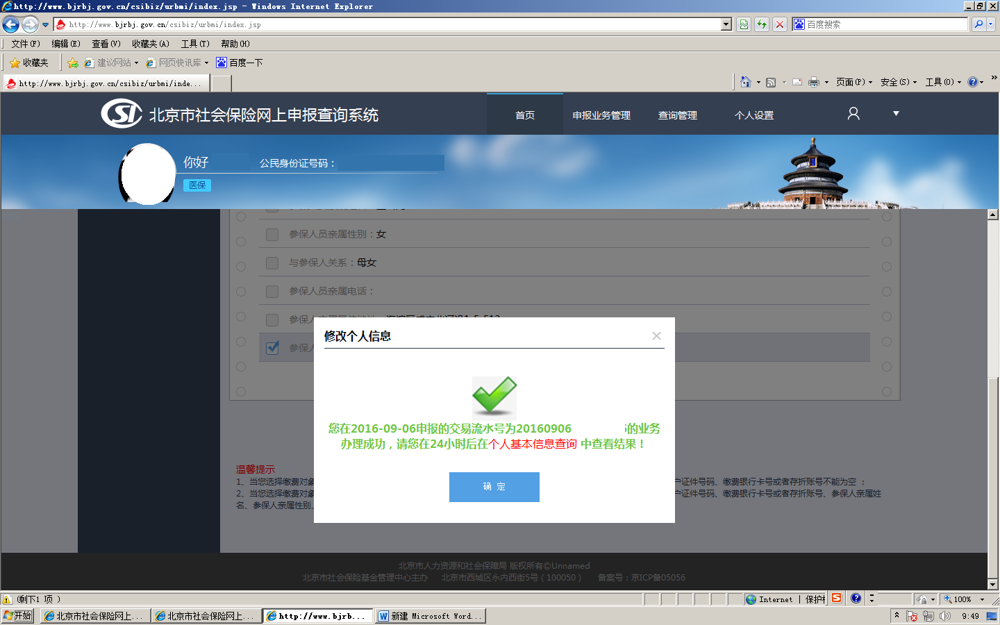 http://www.bjrbj.gov.cn/csibiz/urbmi/index.jsp - Windows Internet Explorer
http://www.bjrbj.gov.cn/csibiz/urbmi/index.jsp
百度搜索
文件(F) 编辑(E) 查看(V) 收藏夹(A) 工具(T) 帮助(H)
收藏夹 建议网站 网页快讯库 百度一下
http://www.bjrbj.gov.cn/csibiz/urbmi/inde...
页面(P) 安全(S) 工具(O)
CSI 北京市社会保险网上申报查询系统 首页 申报业务管理 查询管理 个人设置
你好 公民身份证号码：
医保
参保人员亲属性别：女
与参保人关系：母女
参保人员亲属电话：
参保人
修改个人信息
您在2016-09-06申报的交易流水号为20160906 的业务
办理成功，请您在24小时后在个人基本信息查询 中查看结果！
确 定
温馨提示
1、当您选择缴费对象 户证件号码、缴费银行卡号或者存折账号不能为空 ；
2、当您选择缴费对象 户证件号码、缴费银行卡号或者存折账号、参保人亲属姓
名、参保人亲属性别、
北京市人力资源和社会保障局 版权所有©Unnamed
北京市社会保险基金管理中心主办 北京市西城区永内西街5号（100050） 备案号：京ICP备05056
(剩下1 项 )
Internet | 保护
100%
开始 北京市社会保险网上... 北京市社会保险网上... http://www.bjrb... 新建 Microsoft Word...
9:49